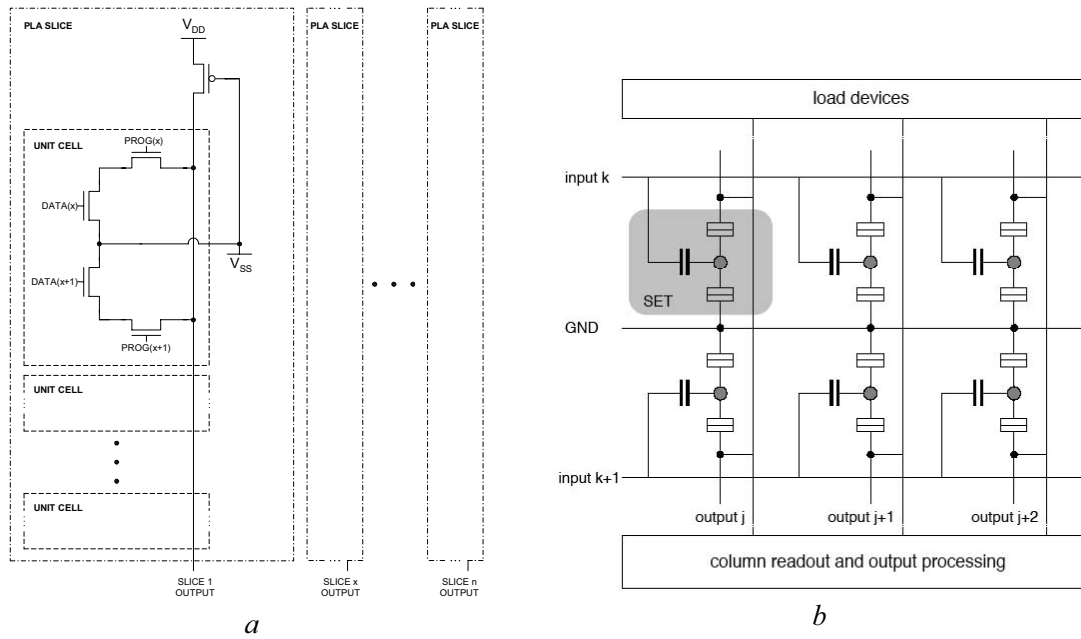 PLA SLICE
VDD
UNIT CELL
PROG(x)
DATA(x)
VSS
DATA(x+1)
PROG(x+1)
UNIT CELL
UNIT CELL
SLICE 1
OUTPUT
PLA SLICE
SLICE x
OUTPUT
PLA SLICE
SLICE n
OUTPUT
a
load devices
input k
SET
GND
input k+1
output j
output j+1
output j+2
column readout and output processing
b